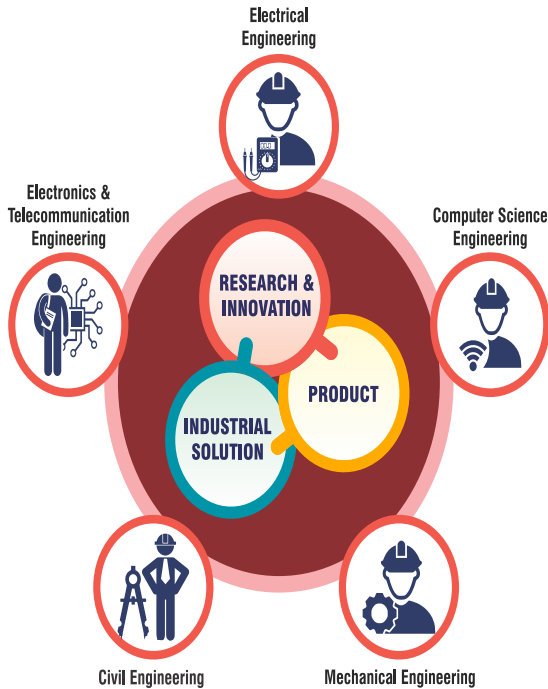 Electrical
Engineering
Electronics &
Telecommunication
Engineering
Computer Science
Engineering
RESEARCH &
INNOVATION
PRODUCT
INDUSTRIAL
SOLUTION
Civil Engineering
Mechanical Engineering